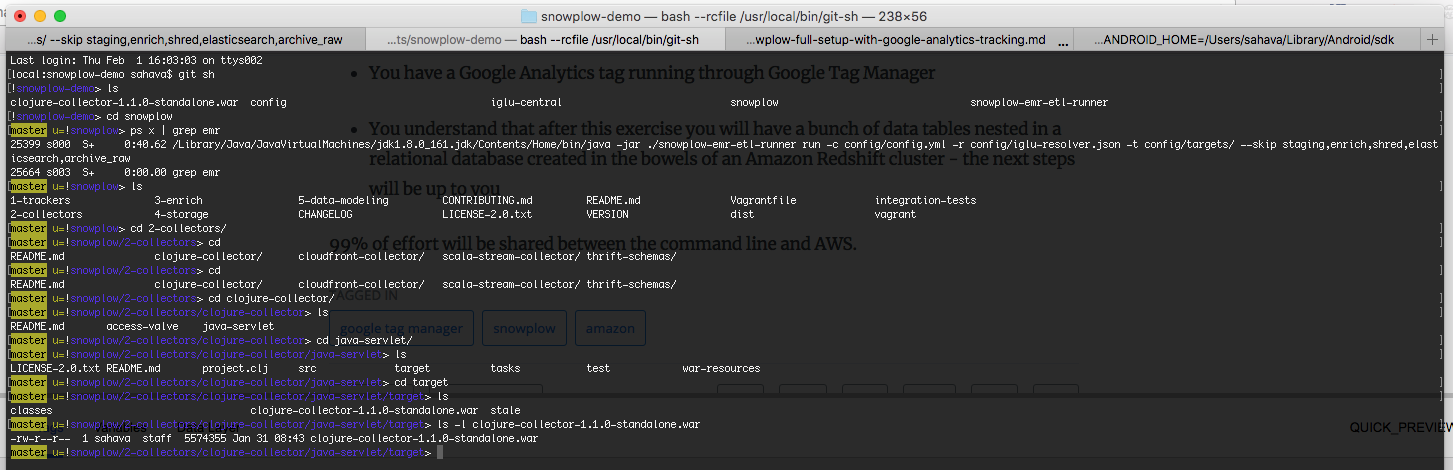 snowplow-demo — bash --rcfile /usr/local/bin/git-sh — 238×56
...s/ --skip staging,enrich,shred,elasticsearch,archive_raw
...ts/snowplow-demo — bash --rcfile /usr/local/bin/git-sh
...wplow-full-setup-with-google-analytics-tracking.md ...
...ANDROID_HOME=/Users/sahava/Library/Android/sdk +
Last login: Thu Feb  1 16:03:03 on ttys002
[local:snowplow-demo sahava$ git sh
[!snowplow-demo> ls
clojure-collector-1.1.0-standalone.war  config  iglu-central  snowplow  snowplow-emr-etl-runner
[!snowplow-demo> cd snowplow
[master u=!snowplow> ps x | grep emr
25399 s000  S+     0:40.62 /Library/Java/JavaVirtualMachines/jdk1.8.0_161.jdk/Contents/Home/bin/java -jar ./snowplow-emr-etl-runner run -c config/config.yml -r config/iglu-resolver.json -t config/targets/ --skip staging,enrich,shred,elast
icsearch,archive_raw
25664 s003  S+     0:00.00 grep emr
[master u=!snowplow> ls
1-trackers  3-enrich  5-data-modeling  CONTRIBUTING.md  README.md  Vagrantfile  integration-tests
2-collectors  4-storage  CHANGELOG  LICENSE-2.0.txt  VERSION  dist  vagrant
[master u=!snowplow> cd 2-collectors/
[master u=!snowplow/2-collectors> cd
README.md  clojure-collector/  cloudfront-collector/  scala-stream-collector/ thrift-schemas/
[master u=!snowplow/2-collectors> cd
README.md  clojure-collector/  cloudfront-collector/  scala-stream-collector/ thrift-schemas/
[master u=!snowplow/2-collectors> cd clojure-collector/
[master u=!snowplow/2-collectors/clojure-collector> ls
README.md  access-valve  java-servlet
[master u=!snowplow/2-collectors/clojure-collector> cd java-servlet/
[master u=!snowplow/2-collectors/clojure-collector/java-servlet> ls
LICENSE-2.0.txt README.md  project.clj  src  target  tasks  test  war-resources
[master u=!snowplow/2-collectors/clojure-collector/java-servlet> cd target
[master u=!snowplow/2-collectors/clojure-collector/java-servlet/target> ls
classes  clojure-collector-1.1.0-standalone.war  stale
[master u=!snowplow/2-collectors/clojure-collector/java-servlet/target> ls -l clojure-collector-1.1.0-standalone.war
-rw-r--r--  1 sahava  staff  5574355 Jan 31 08:43 clojure-collector-1.1.0-standalone.war
master u=!snowplow/2-collectors/clojure-collector/java-servlet/target>
• You have a Google Analytics tag running through Google Tag Manager
• You understand that after this exercise you will have a bunch of data tables nested in a
relational database created in the bowels of an Amazon Redshift cluster – the next steps
will be up to you
99% of effort will be shared between the command line and AWS.
TAGGED IN
google tag manager
snowplow
amazon
Variables
Data Layer
QUICK_PREVIEW